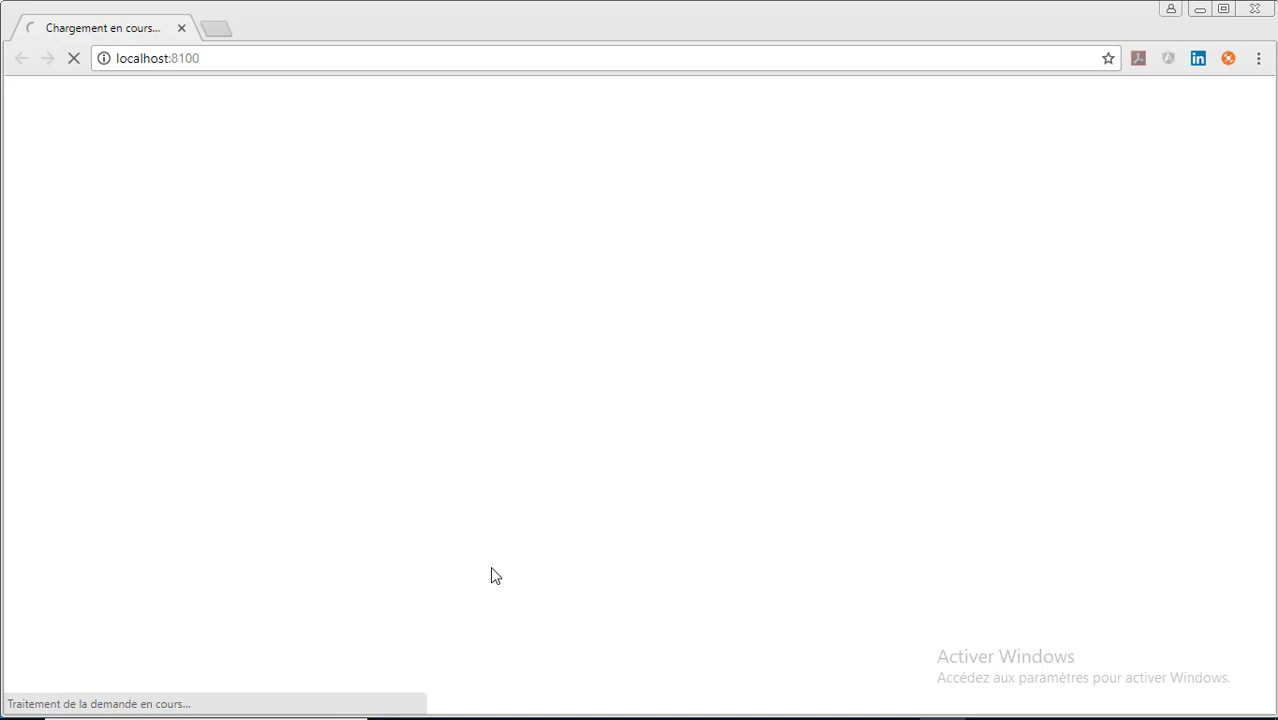 Chargement en cours...
localhost:8100
in
Activer Windows
Accédez aux paramètres pour activer Windows.
Traitement de la demande en cours...